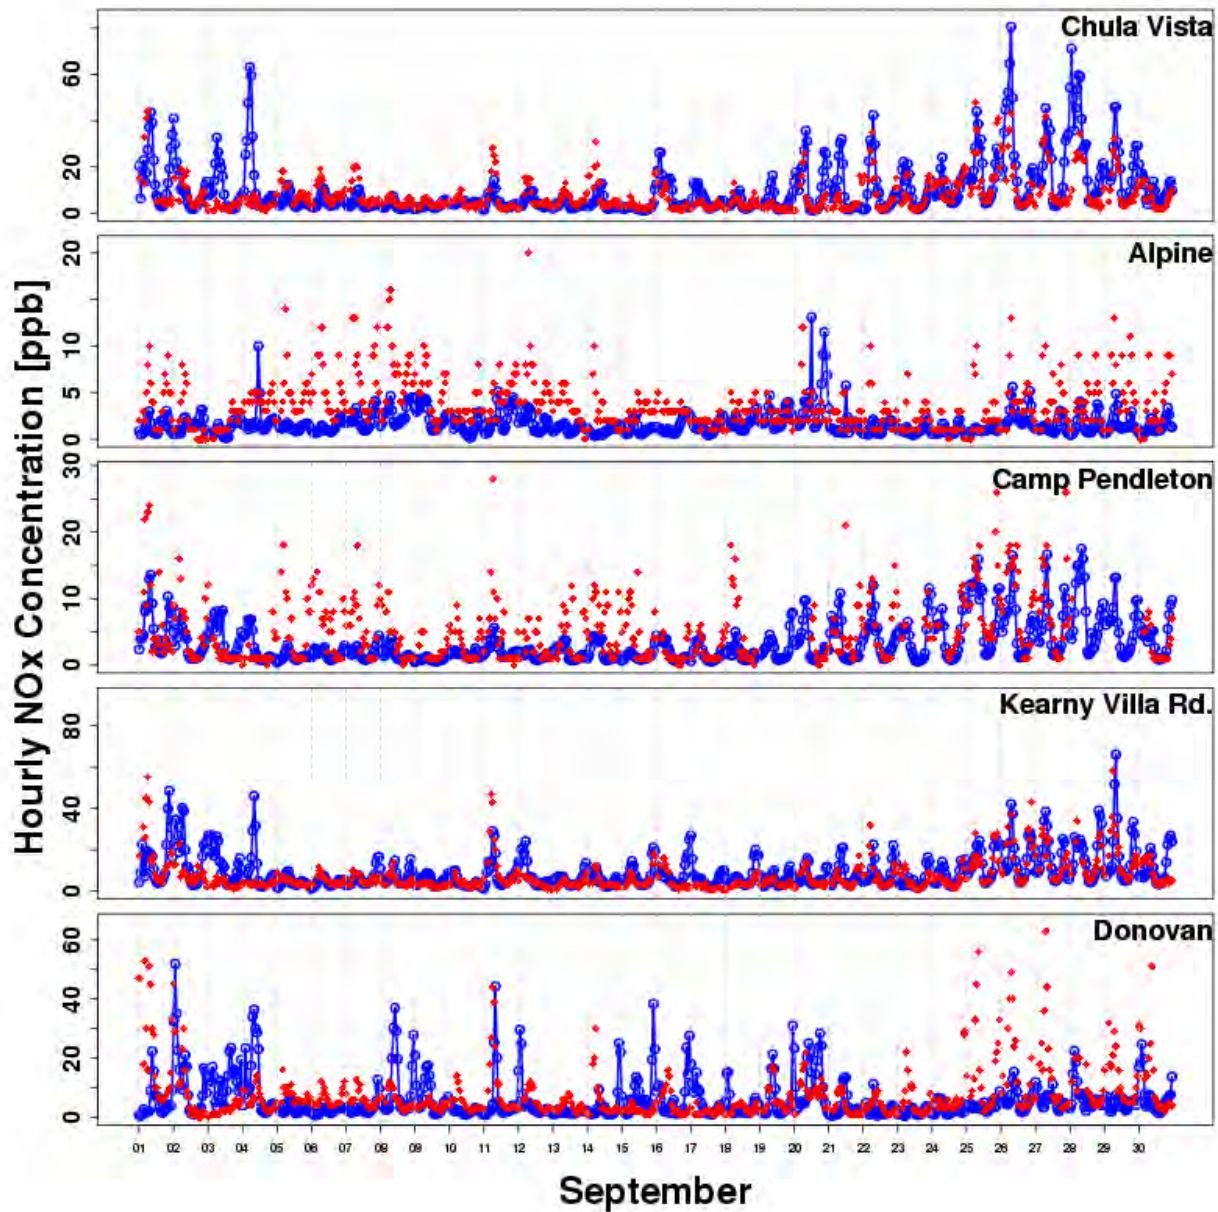 Hourly NOx Concentration [ppb]
Chula Vista
60
20
0
Alpine
20
10
5
0
Camp Pendleton
30
20
10
0
Kearny Villa Rd.
80
40
0
Donovan
60
40
20
0
01 02 03 04 05 06 07 08 09 10 11 12 13 14 15 16 17 18 19 20 21 22 23 24 25 26 27 28 29 30
September